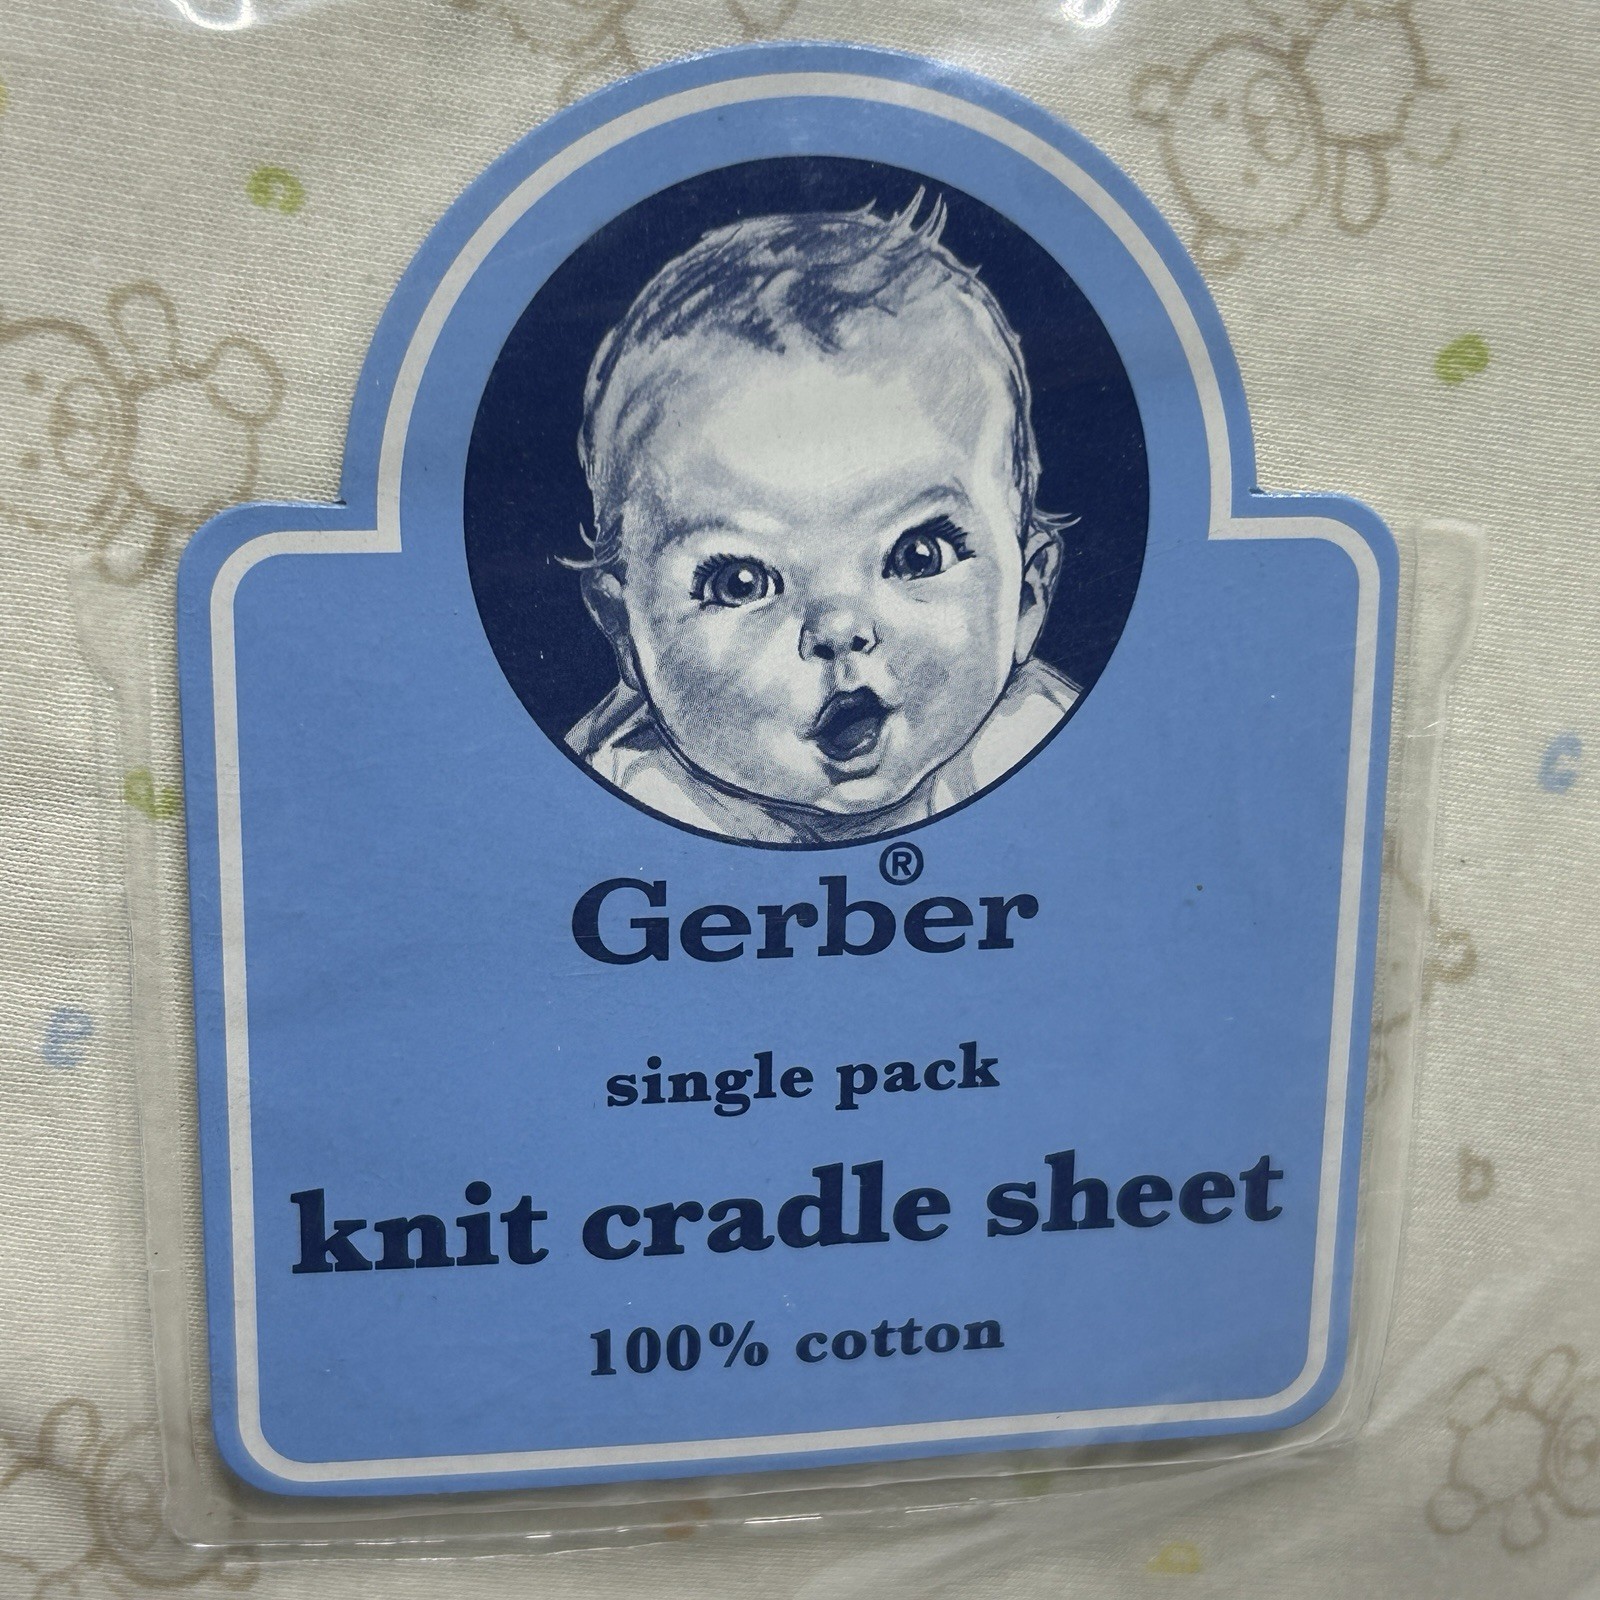 Gerber®
single pack
knit cradle sheet
100% cotton